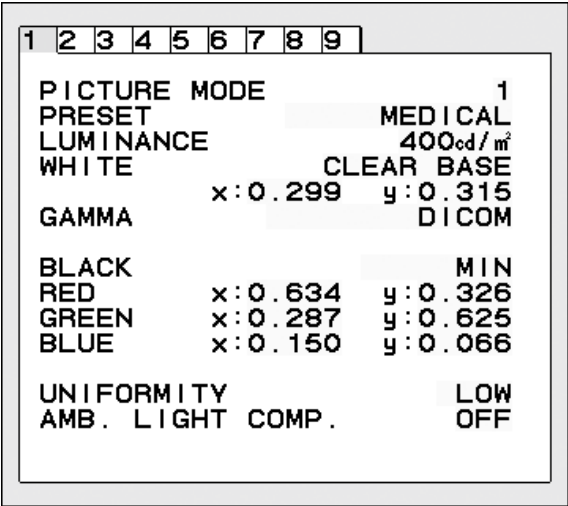 1 2 3 4 5 6 7 8 9
PICTURE MODE 1
PRESET MEDICAL
LUMINANCE 400cd/㎡
WHITE CLEAR BASE
x:0.299 y:0.315
GAMMA DICOM
BLACK MIN
RED x:0.634 y:0.326
GREEN x:0.287 y:0.625
BLUE x:0.150 y:0.066
UNIFORMITY LOW
AMB. LIGHT COMP. OFF